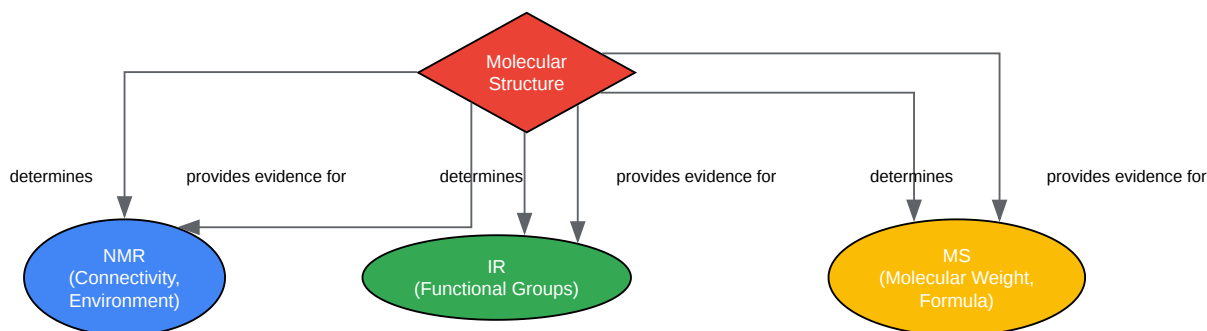 Molecular
Structure
determines
provides evidence for
determines
provides evidence for
determines
provides evidence for
NMR
(Connectivity,
Environment)
IR
(Functional Groups)
MS
(Molecular Weight,
Formula)